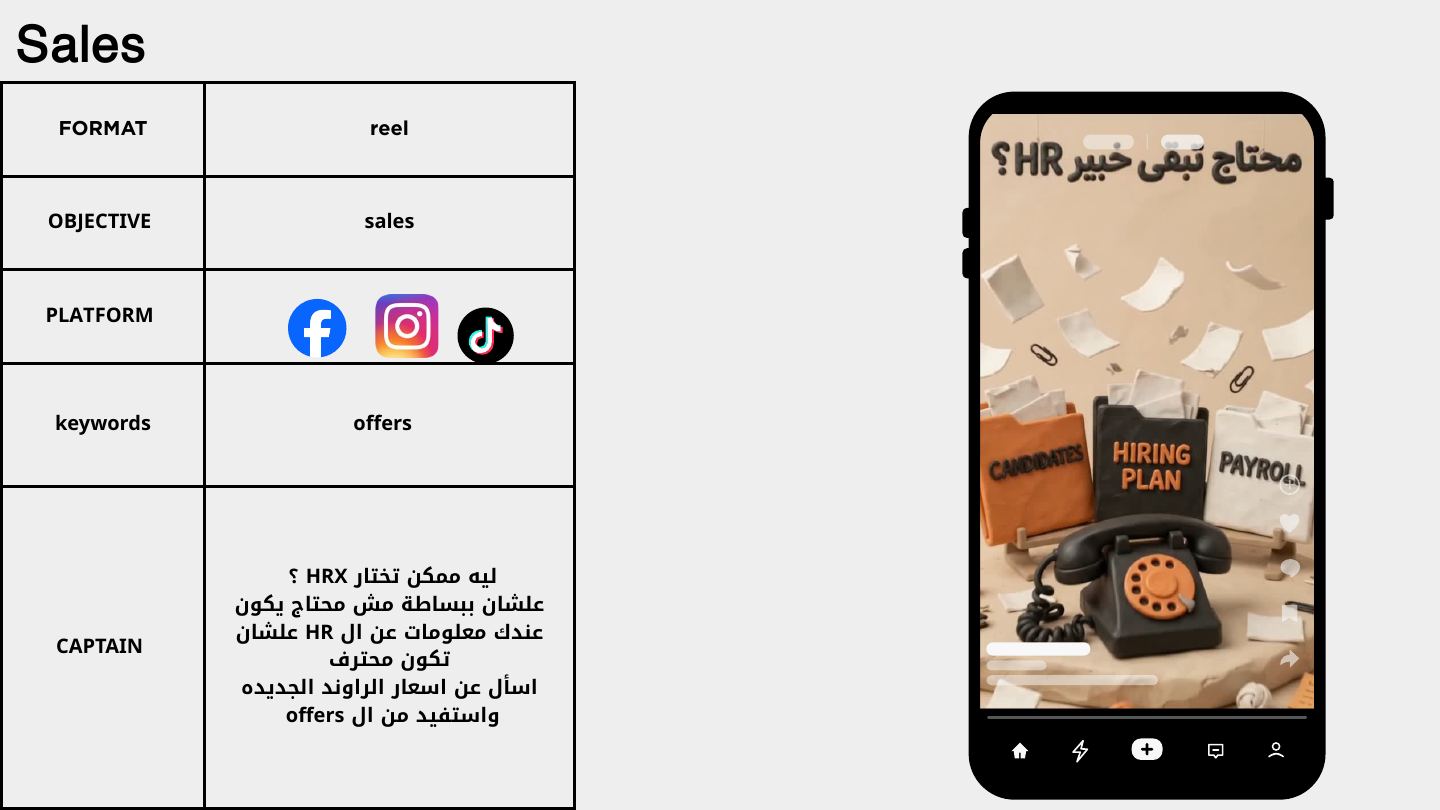 Sales
FORMAT
reel
OBJECTIVE
sales
PLATFORM
keywords
offers
CAPTAIN
ليه ممكن تختار HRX ؟
علشان ببساطة مش محتاج يكون
عندك معلومات عن ال HR علشان
تكون محترف
اسأل عن اسعار الراوند الجديده
واستفيد من ال offers
محتاج تبقى خبير HR؟
CANDIDATES
HIRING
PLAN
PAYROLL